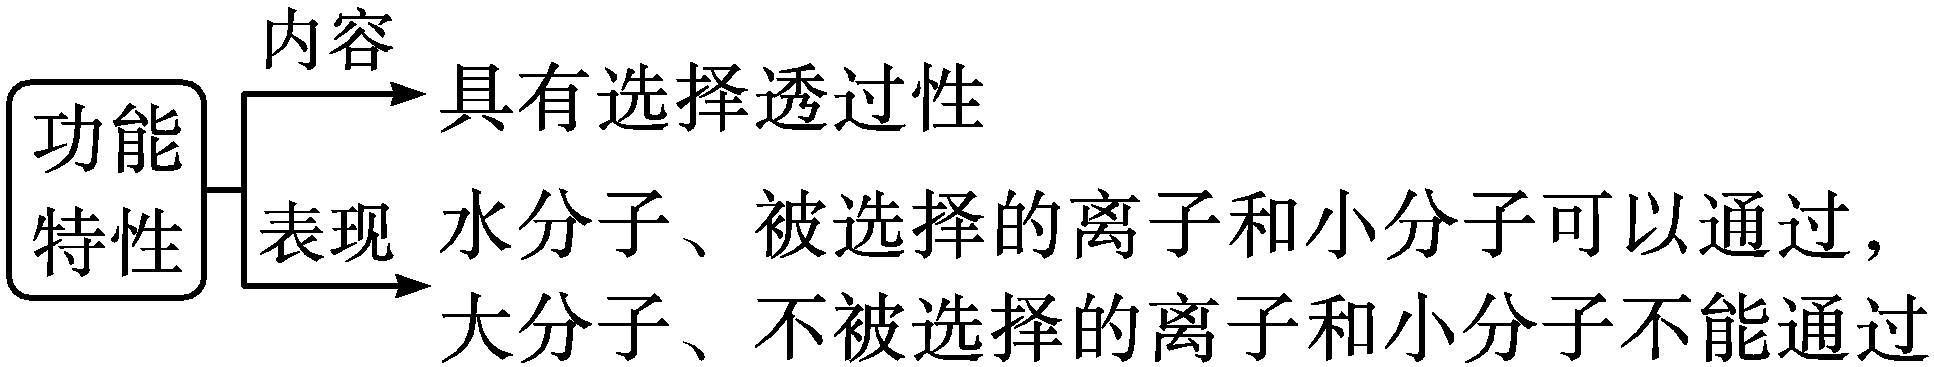 功能
特性
内容
具有选择透过性
表现
水分子、被选择的离子和小分子可以通过，
大分子、不被选择的离子和小分子不能通过